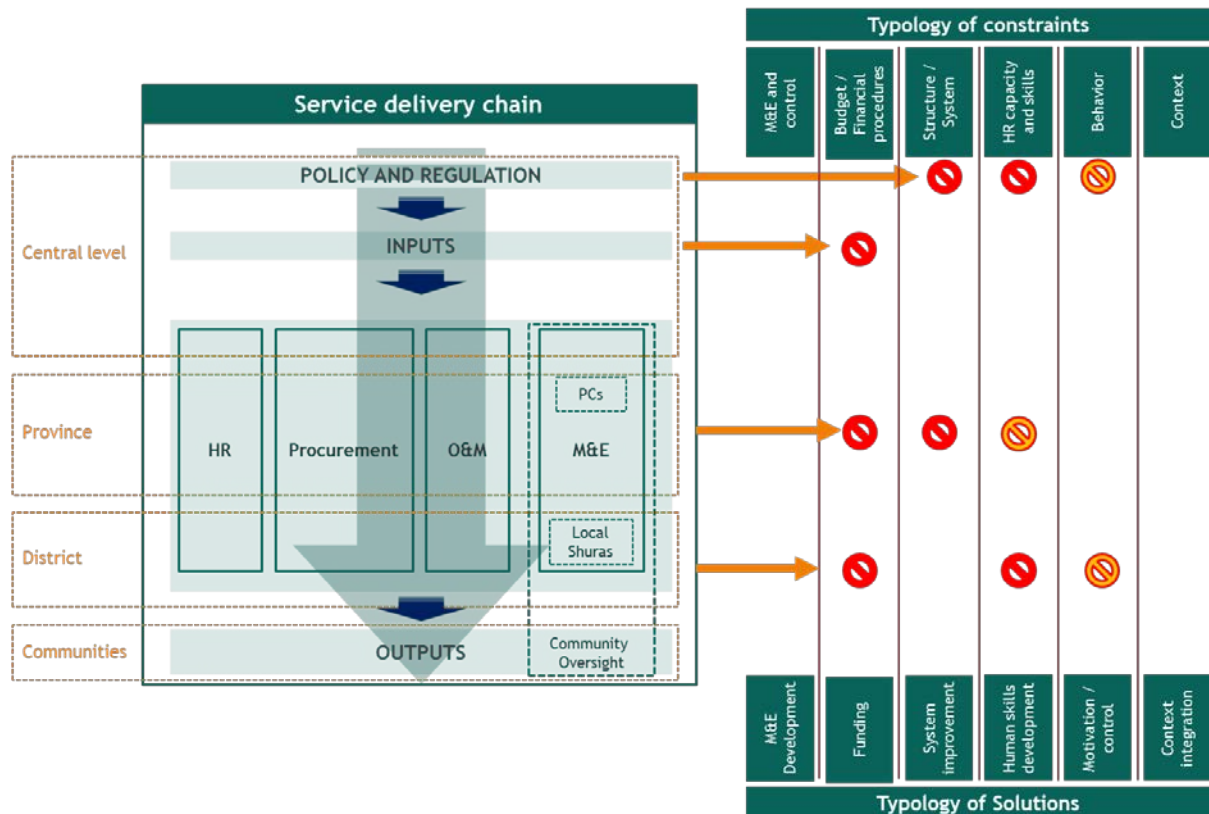 Typology of constraints
M&E and
control
Budget /
Financial
procedures
Structure /
System
HR capacity
and skills
Behavior
Context
Service delivery chain
POLICY AND REGULATION
Central level
INPUTS
Province
HR
Procurement
O&M
PCs
M&E
District
Local
Shuras
Communities
OUTPUTS
Community
Oversight
M&E
Development
Funding
System
improvement
Human skills
development
Motivation /
control
Context
integration
Typology of Solutions